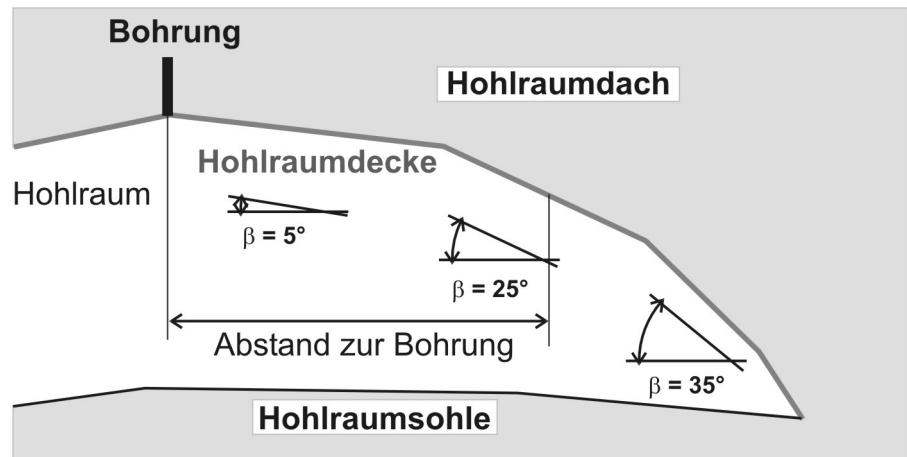 Bohrung
Hohlraumdach
Hohlraumdecke
Hohlraum
β = 5°
β = 25°
Abstand zur Bohrung
β = 35°
Hohlraumsohle